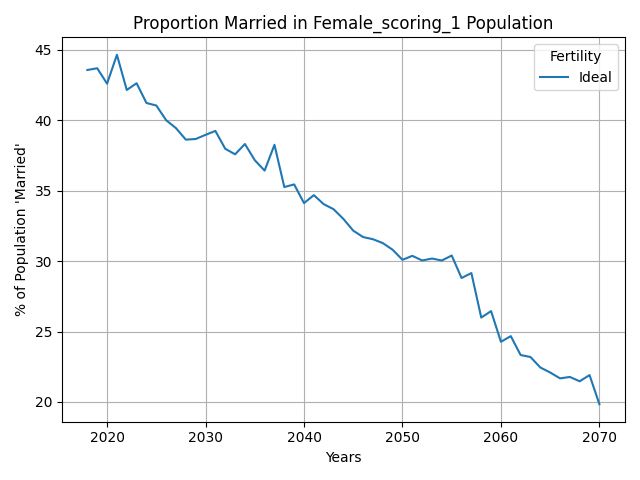 Proportion Married in Female_scoring_1 Population
Fertility
Ideal
% of Population 'Married'
45
40
35
30
25
20
2020 2030 2040 2050 2060 2070
Years